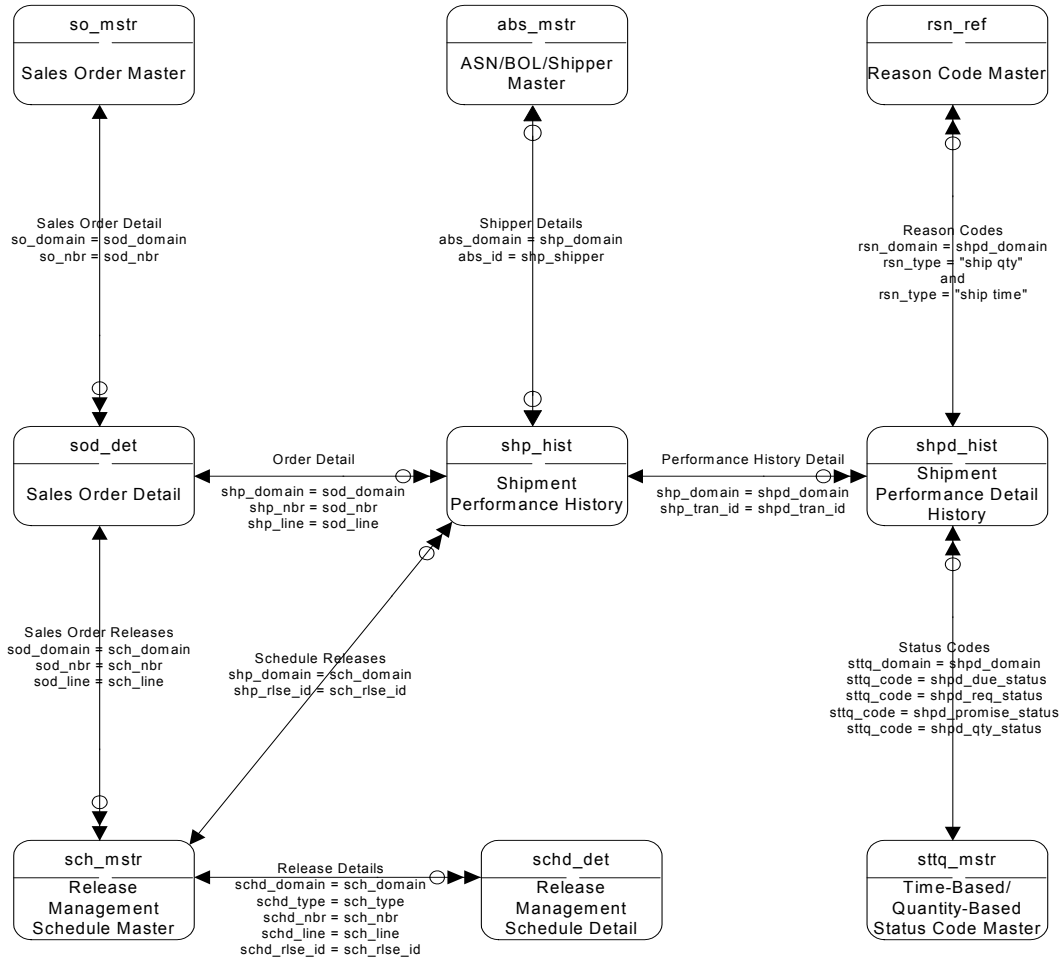 so_mstr
Sales Order Master
abs_mstr
ASN/BOL/Shipper
Master
rsn_ref
Reason Code Master
Sales Order Detail
so_domain = sod_domain
so_nbr = sod_nbr
Shipper Details
abs_domain = shp_domain
abs_id = shp_shipper
Reason Codes
rsn_domain = shpd_domain
rsn_type = "ship qty"
and
rsn_type = "ship time"
sod_det
Sales Order Detail
Order Detail
shp_domain = sod_domain
shp_nbr = sod_nbr
shp_line = sod_line
shp_hist
Shipment
Performance History
Performance History Detail
shp_domain = shpd_domain
shp_tran_id = shpd_tran_id
shpd_hist
Shipment
Performance Detail
History
Sales Order Releases
sod_domain = sch_domain
sod_nbr = sch_nbr
sod_line = sch_line
Schedule Releases
shp_domain = sch_domain
shp_rlse_id = sch_rlse_id
Status Codes
sttq_domain = shpd_domain
sttq_code = shpd_due_status
sttq_code = shpd_req_status
sttq_code = shpd_promise_status
sttq_code = shpd_qty_status
sch_mstr
Release
Management
Schedule Master
Release Details
schd_domain = sch_domain
schd_type = sch_type
schd_nbr = sch_nbr
schd_line = sch_line
schd_rlse_id = sch_rlse_id
schd_det
Release
Management
Schedule Detail
sttq_mstr
Time-Based/
Quantity-Based
Status Code Master